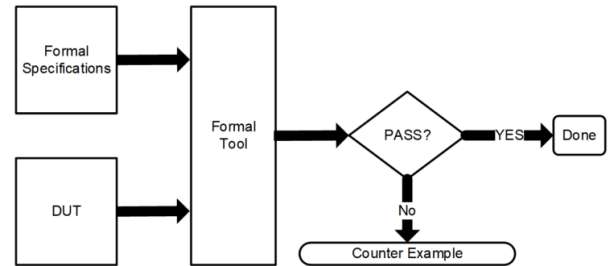 Formal
Specifications
DUT
Formal
Tool
PASS?
YES
Done
No
Counter Example